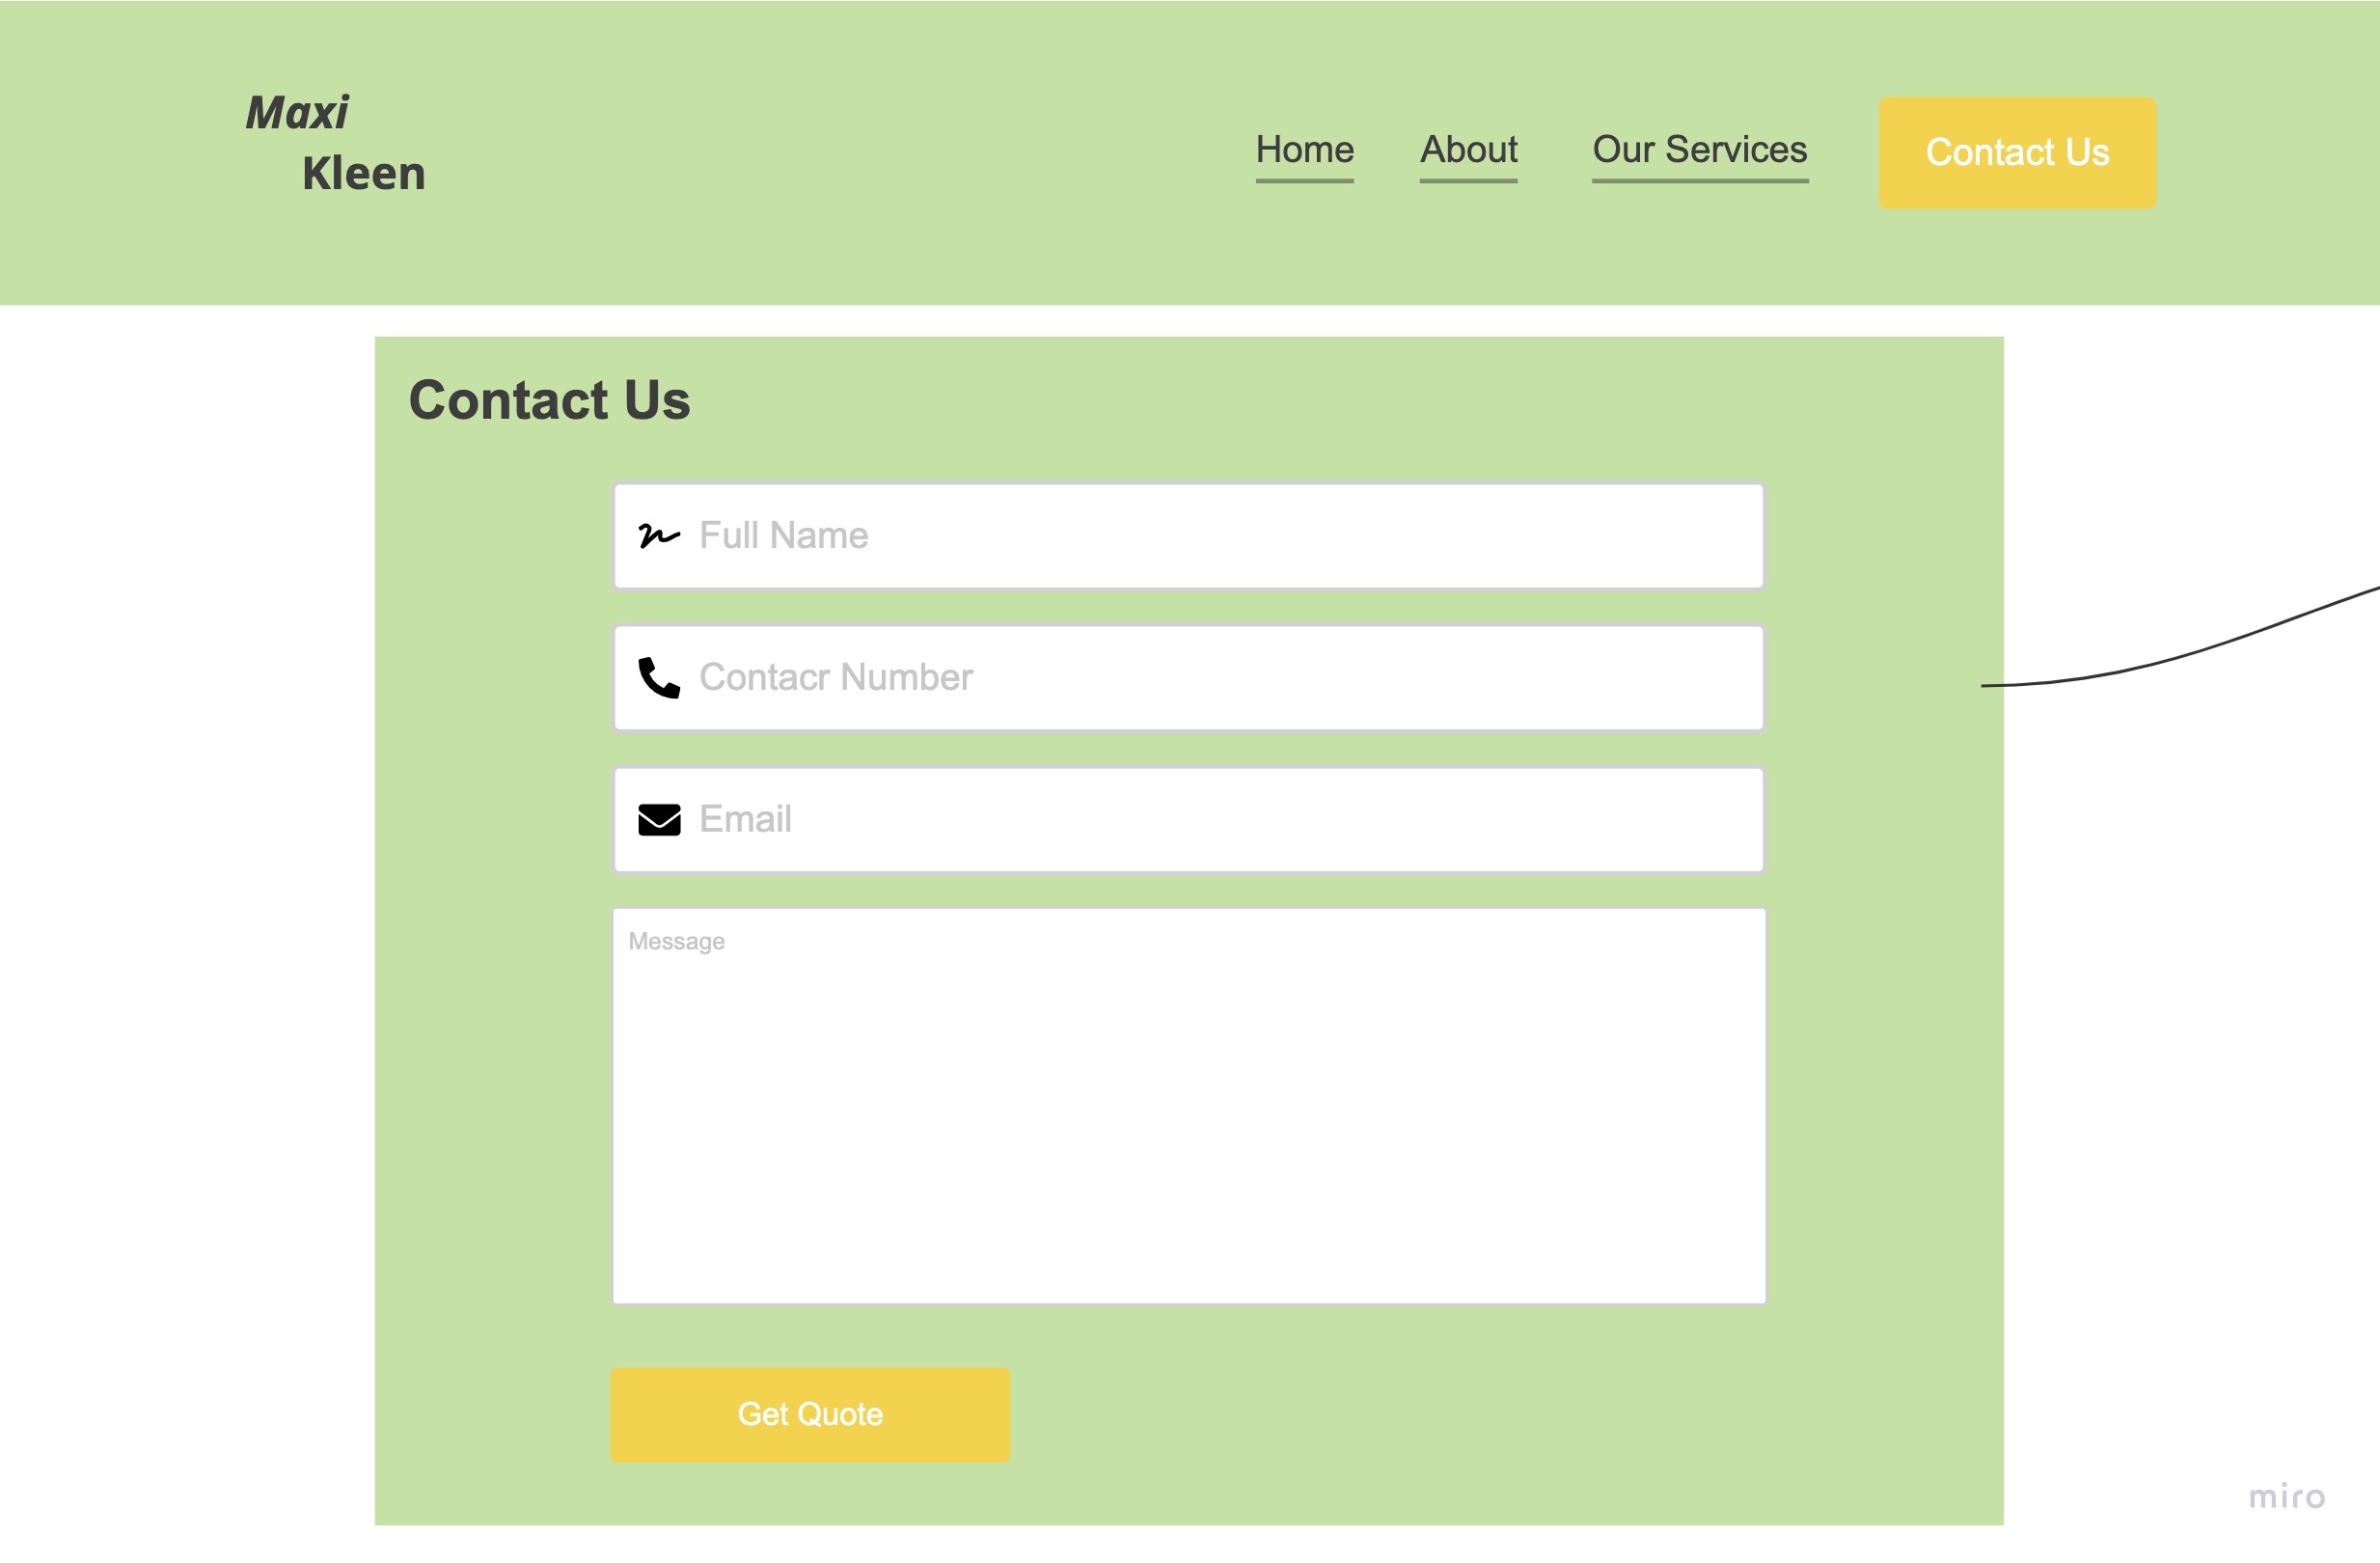 Maxi
Kleen
Home About Our Services Contact Us
Contact Us
Full Name
Contacr Number
Email
Message
Get Quote
miro